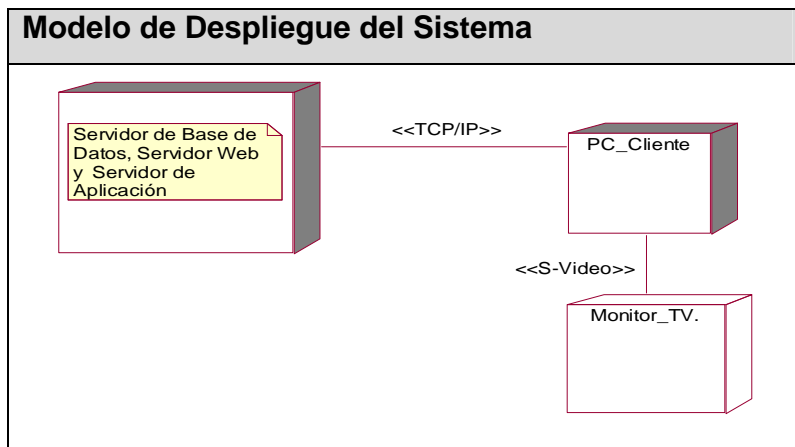 Modelo de Despliegue del Sistema
Servidor de Base de
Datos, Servidor Web
y Servidor de
Aplicación
<<TCP/IP>>
PC_Cliente
<<S-Video>>
Monitor_TV.